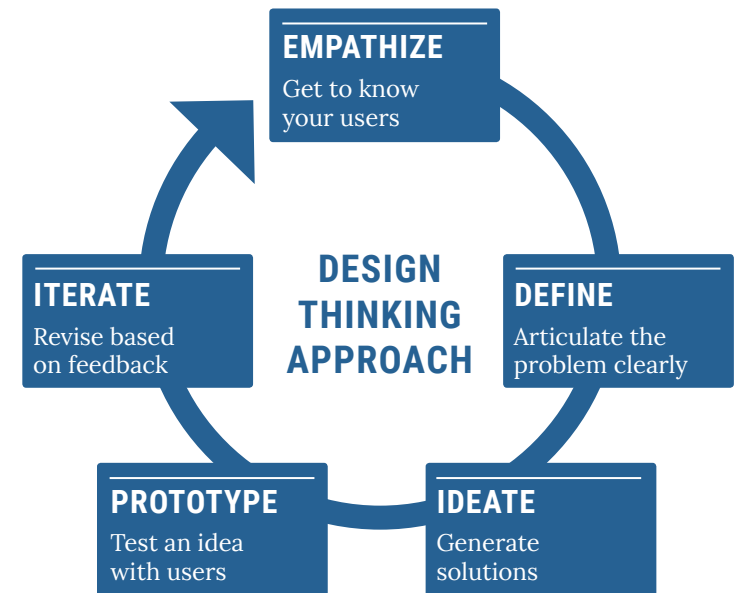 EMPATHIZE
Get to know
your users
DEFINE
Articulate the
problem clearly
IDEATE
Generate
solutions
PROTOTYPE
Test an idea
with users
ITERATE
Revise based
on feedback
DESIGN
THINKING
APPROACH